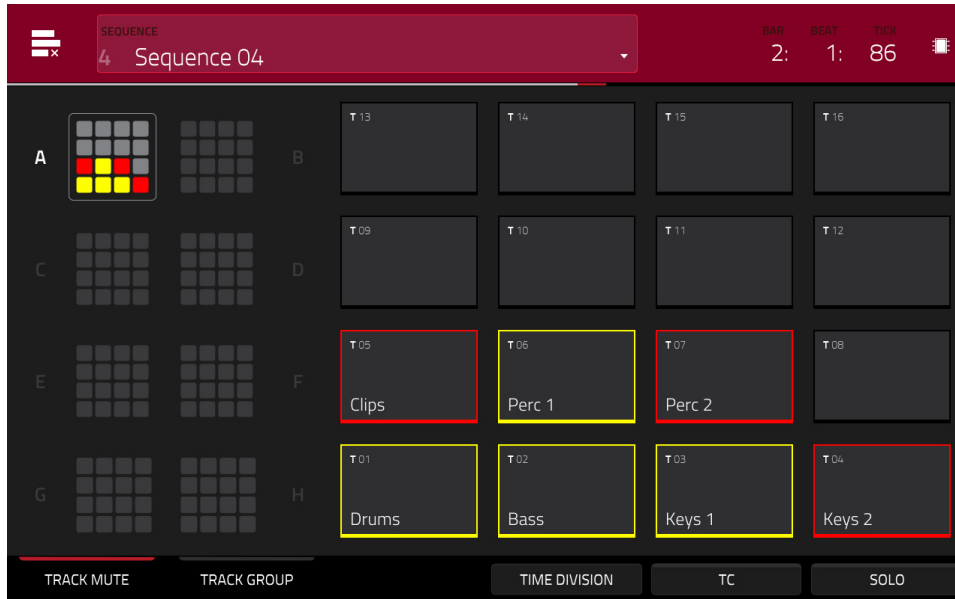 SEQUENCE
4 Sequence 04
BAR BEAT TICK
2: 1: 86
A B
T 13 T 14 T 15 T 16
C D
T 09 T 10 T 11 T 12
E F
T 05 T 06 T 07 T 08
Clips Perc 1 Perc 2
G H
T 01 T 02 T 03 T 04
Drums Bass Keys 1 Keys 2
TRACK MUTE TRACK GROUP TIME DIVISION TC SOLO